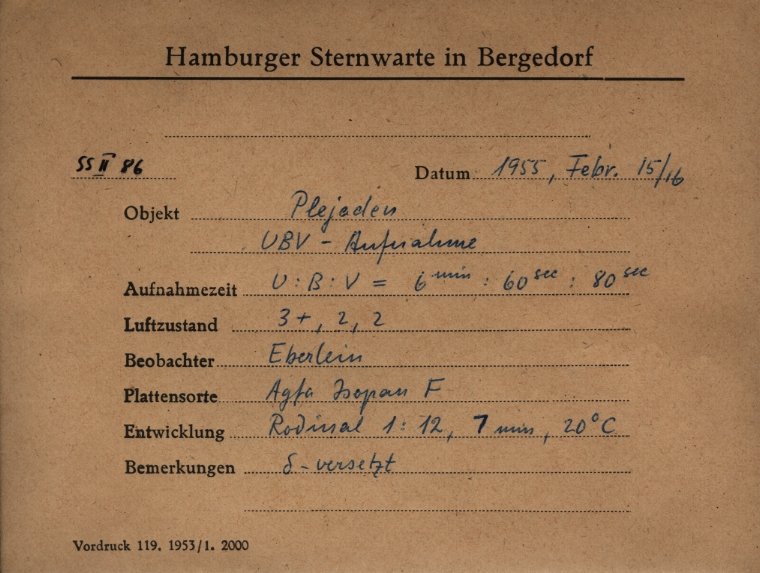 Hamburger Sternwarte in Bergedorf
SS II 86 Datum 1955, Febr. 15/16
Objekt Plejaden
UBV - Aufnahme
Aufnahmezeit U : B : V = 6 min : 60 sec : 80 sec
Luftzustand 3+, 2, 2
Beobachter Eberlein
Plattensorte Agfa Isopan F
Entwicklung Rodinal 1 : 12, 7 min, 20°C
Bemerkungen δ - versetzt
Vordruck 119. 1953/1. 2000